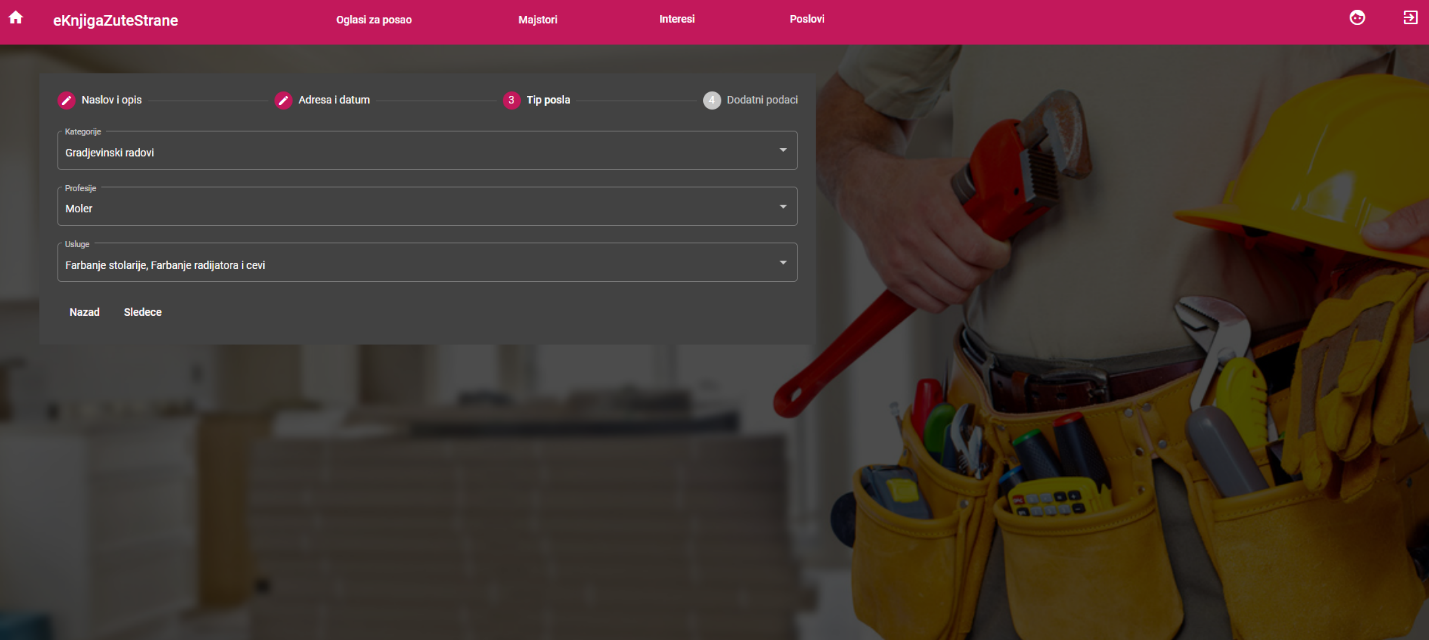 eKnjigaZuteStrane Oglasi za posao Majstori Interesi Poslovi
Naslov i opis Adresa i datum 3 Tip posla 4 Dodatni podaci
Kategorije
Gradjevinski radovi
Profesije
Moler
Usluge
Farbanje stolarije, Farbanje radijatora i cevi
Nazad Sledece